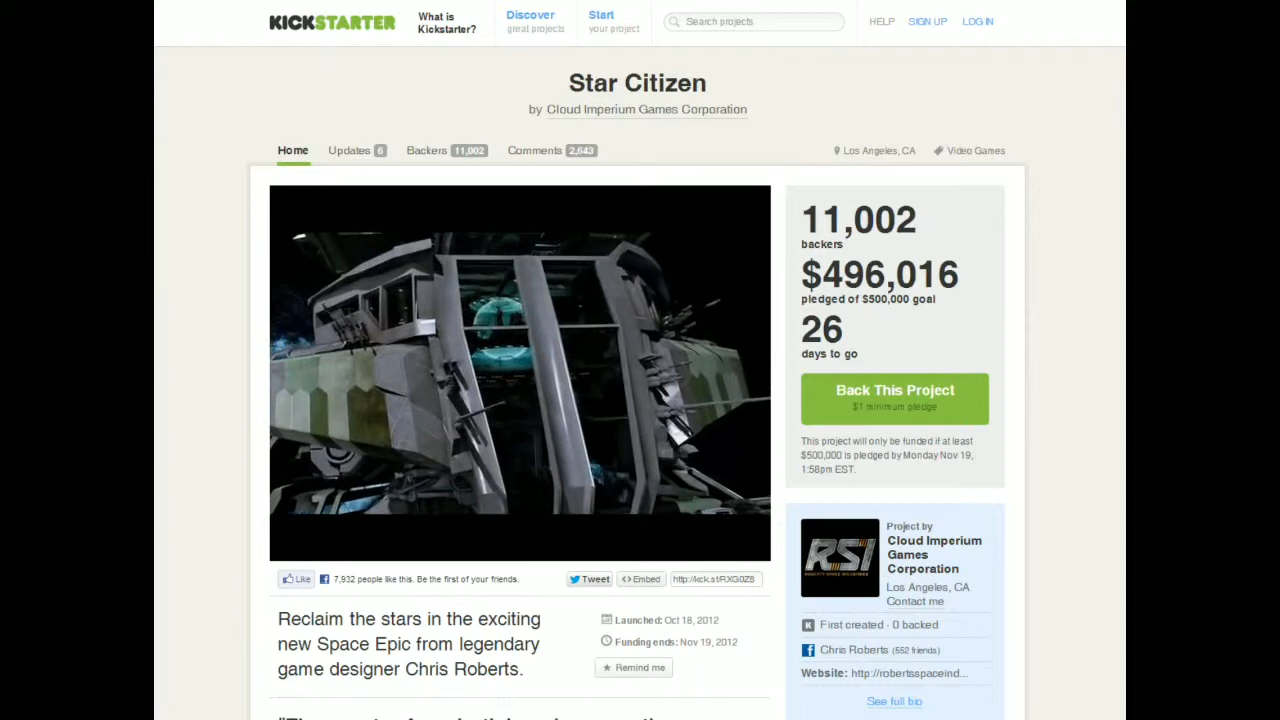 KICKSTARTER
What is
Kickstarter?
Discover
great projects
Start
your project
Search projects
HELP
SIGN UP
LOG IN
Star Citizen
by Cloud Imperium Games Corporation
Home
Updates 6
Backers 11,002
Comments 2,643
Los Angeles, CA
Video Games
11,002
backers
$496,016
pledged of $500,000 goal
26
days to go
Back This Project
$1 minimum pledge
This project will only be funded if at least
$500,000 is pledged by Monday Nov 19,
1:58pm EST.
Like
7,932 people like this. Be the first of your friends.
Tweet
Embed
http://kck.st/RXG0Z8
Reclaim the stars in the exciting
new Space Epic from legendary
game designer Chris Roberts.
Launched: Oct 18, 2012
Funding ends: Nov 19, 2012
Remind me
RSI
ROBERTS SPACE INDUSTRIES
Project by
Cloud Imperium
Games
Corporation
Los Angeles, CA
Contact me
K First created · 0 backed
Chris Roberts (552 friends)
Website: http://robertsspaceind...
See full bio